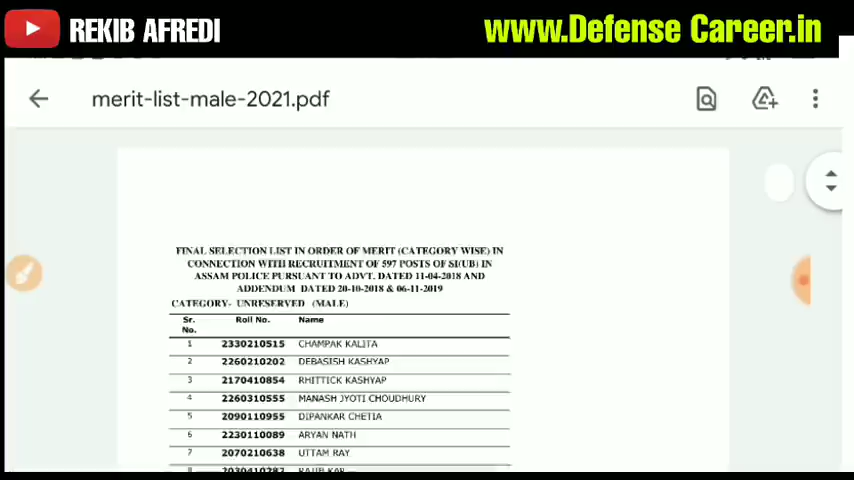 REKIB AFREDI
www.Defense Career.in
merit-list-male-2021.pdf
FINAL SELECTION LIST IN ORDER OF MERIT (CATEGORY WISE) IN
CONNECTION WITH RECRUITMENT OF 597 POSTS OF SI(UB) IN
ASSAM POLICE PURSUANT TO ADVT. DATED 11-04-2018 AND
ADDENDUM DATED 20-10-2018 & 06-11-2019
CATEGORY- UNRESERVED (MALE)
Sr. No. Roll No. Name
1 2330210515 CHAMPAK KALITA
2 2260210202 DEBASISH KASHYAP
3 2170410854 RHITTICK KASHYAP
4 2260310555 MANASH JYOTI CHOUDHURY
5 2090110955 DIPANKAR CHETIA
6 2230110089 ARYAN NATH
7 2070210638 UTTAM RAY
8 2030410282 RAJIB KAR